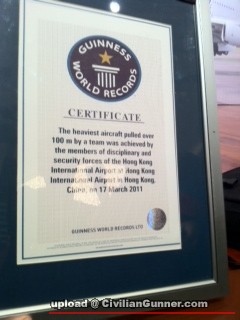 GUINNESS
WORLD RECORDS
CERTIFICATE
The heaviest aircraft pulled over
100 m by a team was achieved by
the members of disciplinary and
security forces of the Hong Kong
International Airport at Hong Kong
International Airport in Hong Kong,
China, on 17 March 2011
GUINNESS WORLD RECORDS LTD
upload @ CivilianGunner.com